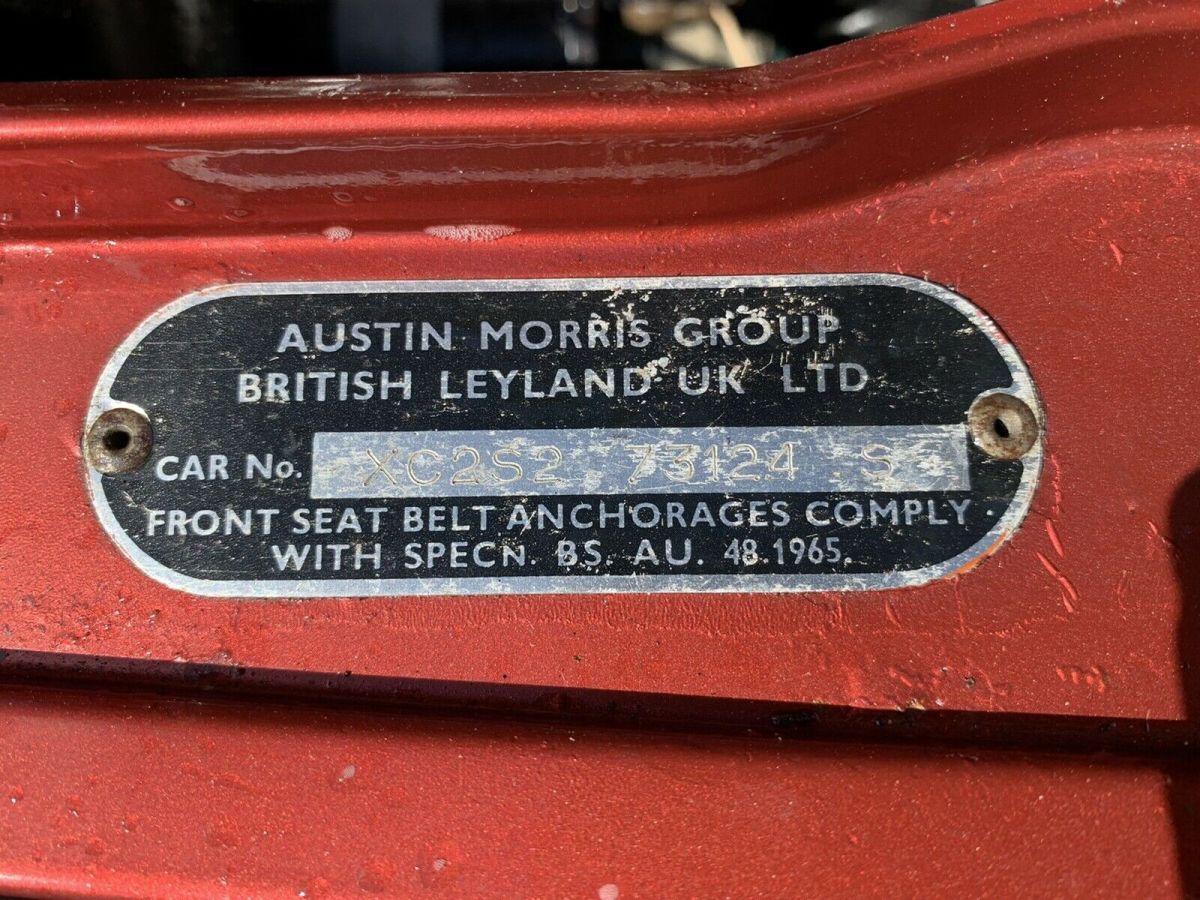 AUSTIN MORRIS GROUP
BRITISH LEYLAND UK LTD
CAR No. XC2S2 73124 S
FRONT SEAT BELT ANCHORAGES COMPLY
WITH SPECN. BS. AU. 48.1965.